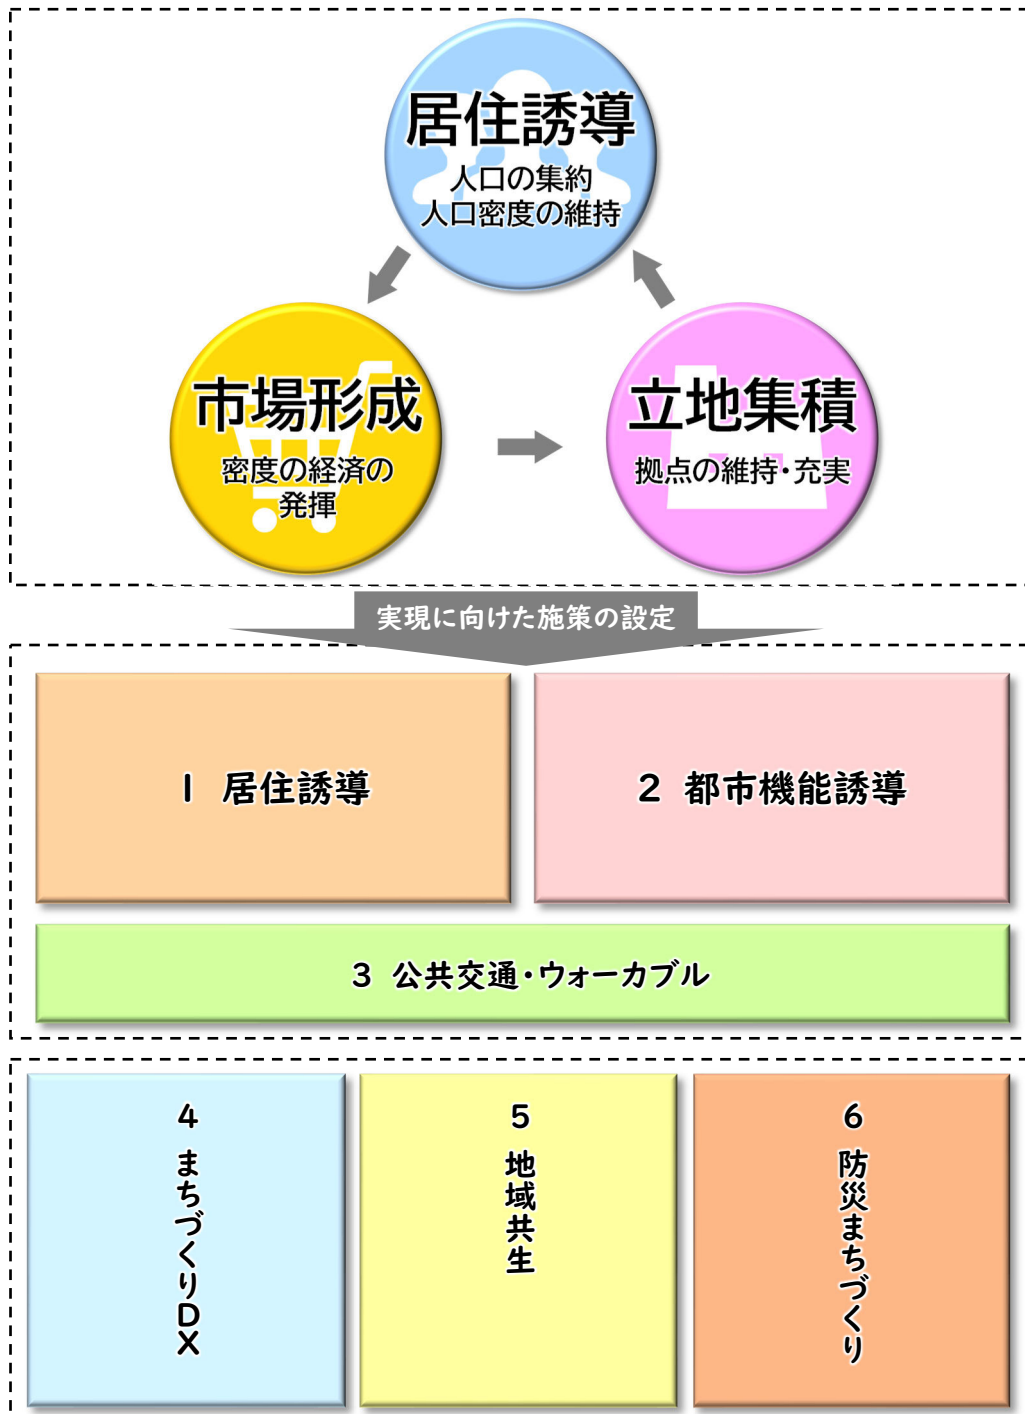 居住誘導
人口の集約
人口密度の維持
市場形成
密度の経済の
発揮
立地集積
拠点の維持・充実
実現に向けた施策の設定
1 居住誘導
2 都市機能誘導
3 公共交通・ウォーカブル
4 まちづくりDX
5 地域共生
6 防災まちづくり